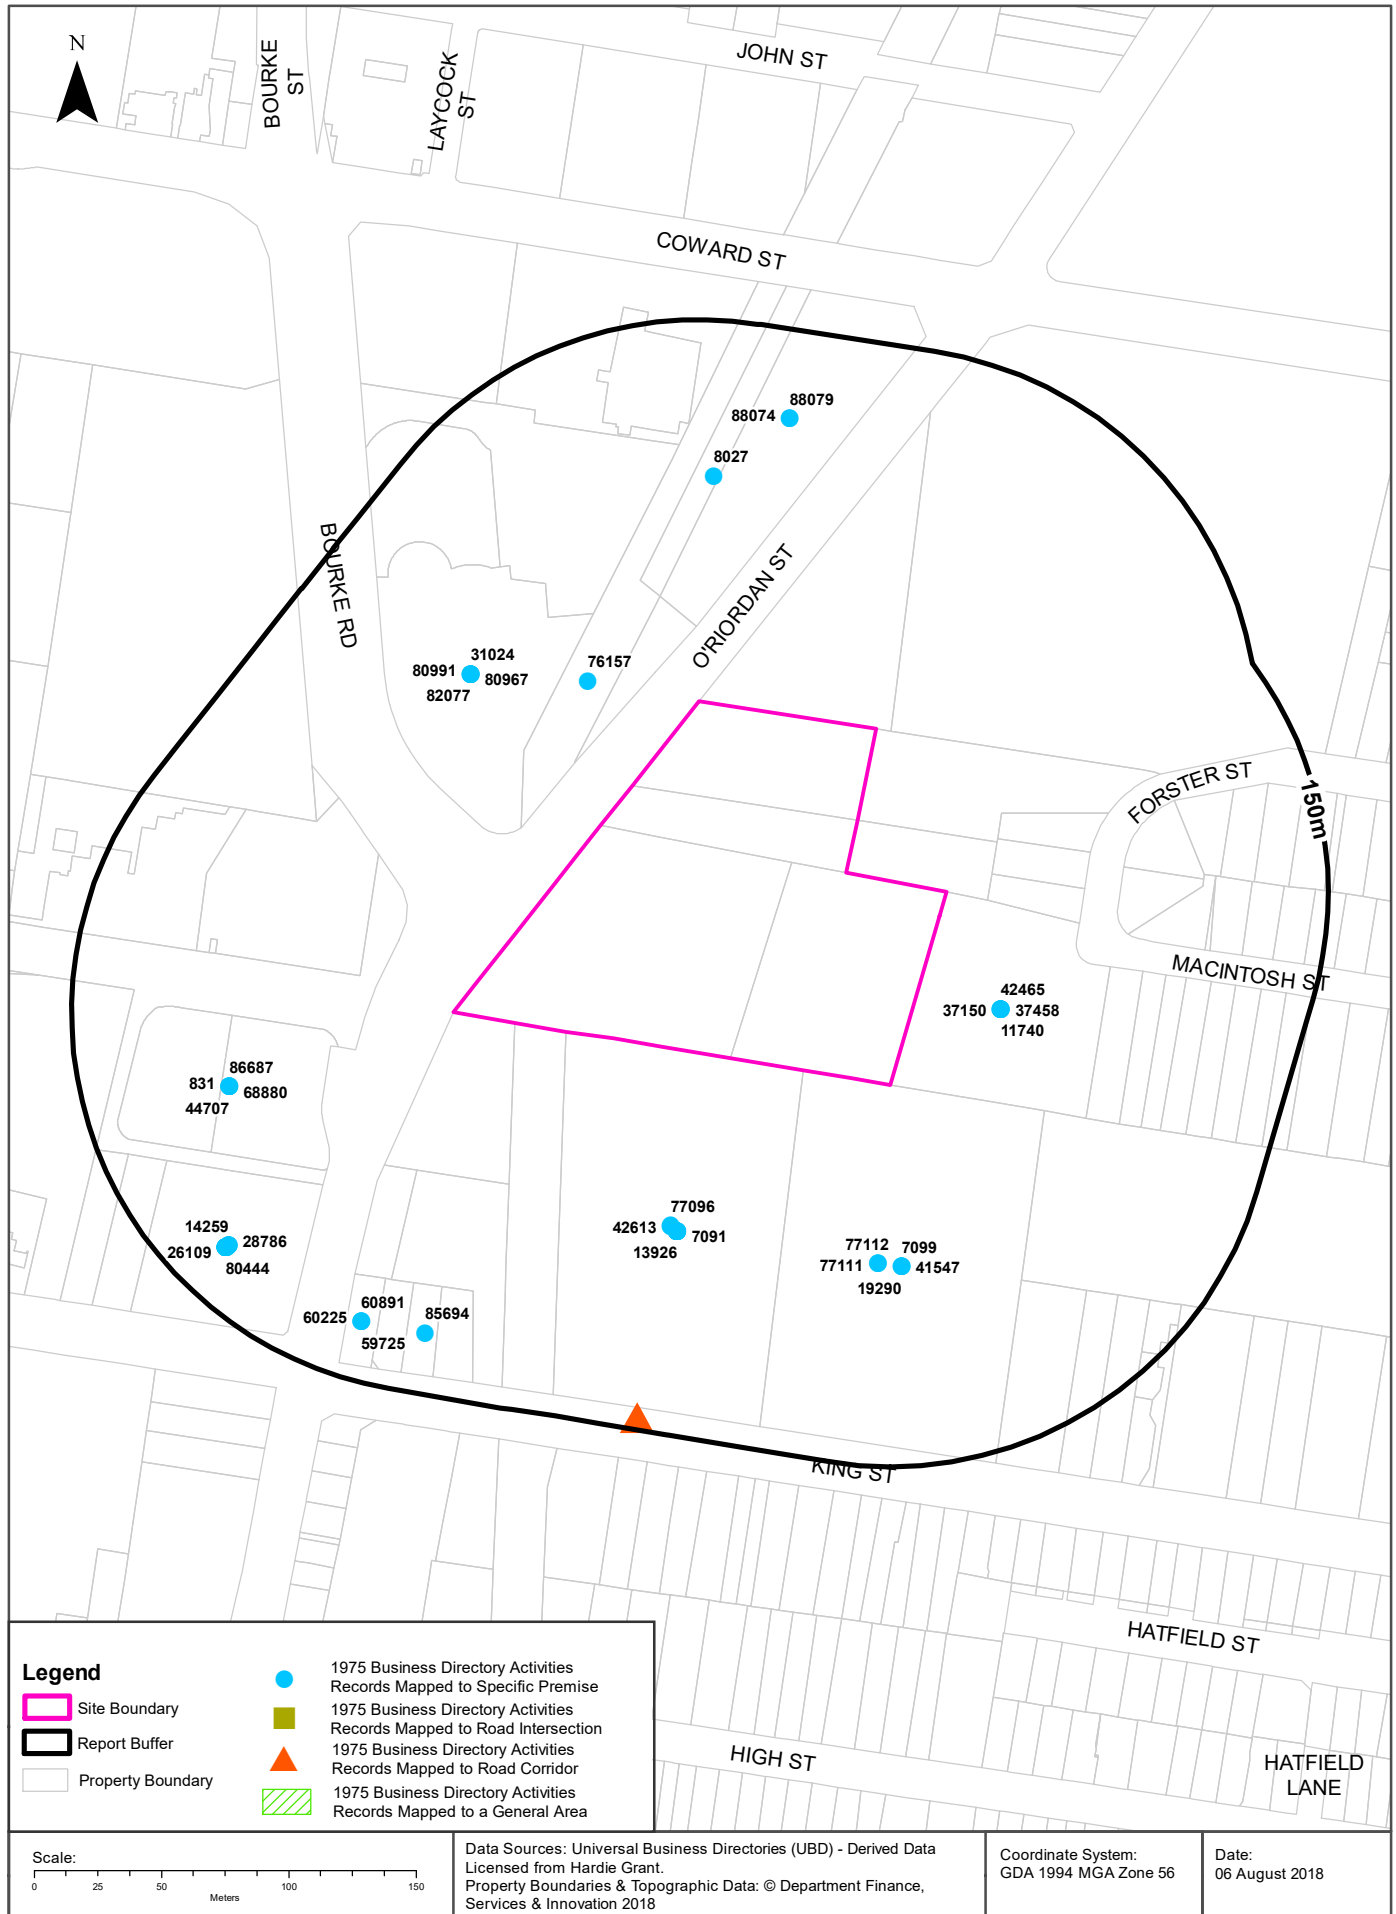 N
BOURKE
ST
LAYCOCK
ST
JOHN ST
COWARD ST
88079
88074
8027
BOURKE RD
O'RIORDAN ST
31024
80991
80967
82077
76157
FORSTER ST
150m
MACINTOSH ST
42465
37150
37458
11740
86687
831
68880
44707
77096
42613
7091
13926
14259
28786
26109
80444
77112
7099
77111
41547
19290
60891
60225
85694
59725
KING ST
HATFIELD ST
HIGH ST
HATFIELD
LANE
Legend
Site Boundary
Report Buffer
Property Boundary
1975 Business Directory Activities
Records Mapped to Specific Premise
1975 Business Directory Activities
Records Mapped to Road Intersection
1975 Business Directory Activities
Records Mapped to Road Corridor
1975 Business Directory Activities
Records Mapped to a General Area
Scale:
0 25 50 100 150
Meters
Data Sources: Universal Business Directories (UBD) - Derived Data
Licensed from Hardie Grant.
Property Boundaries & Topographic Data: © Department Finance,
Services & Innovation 2018
Coordinate System:
GDA 1994 MGA Zone 56
Date:
06 August 2018